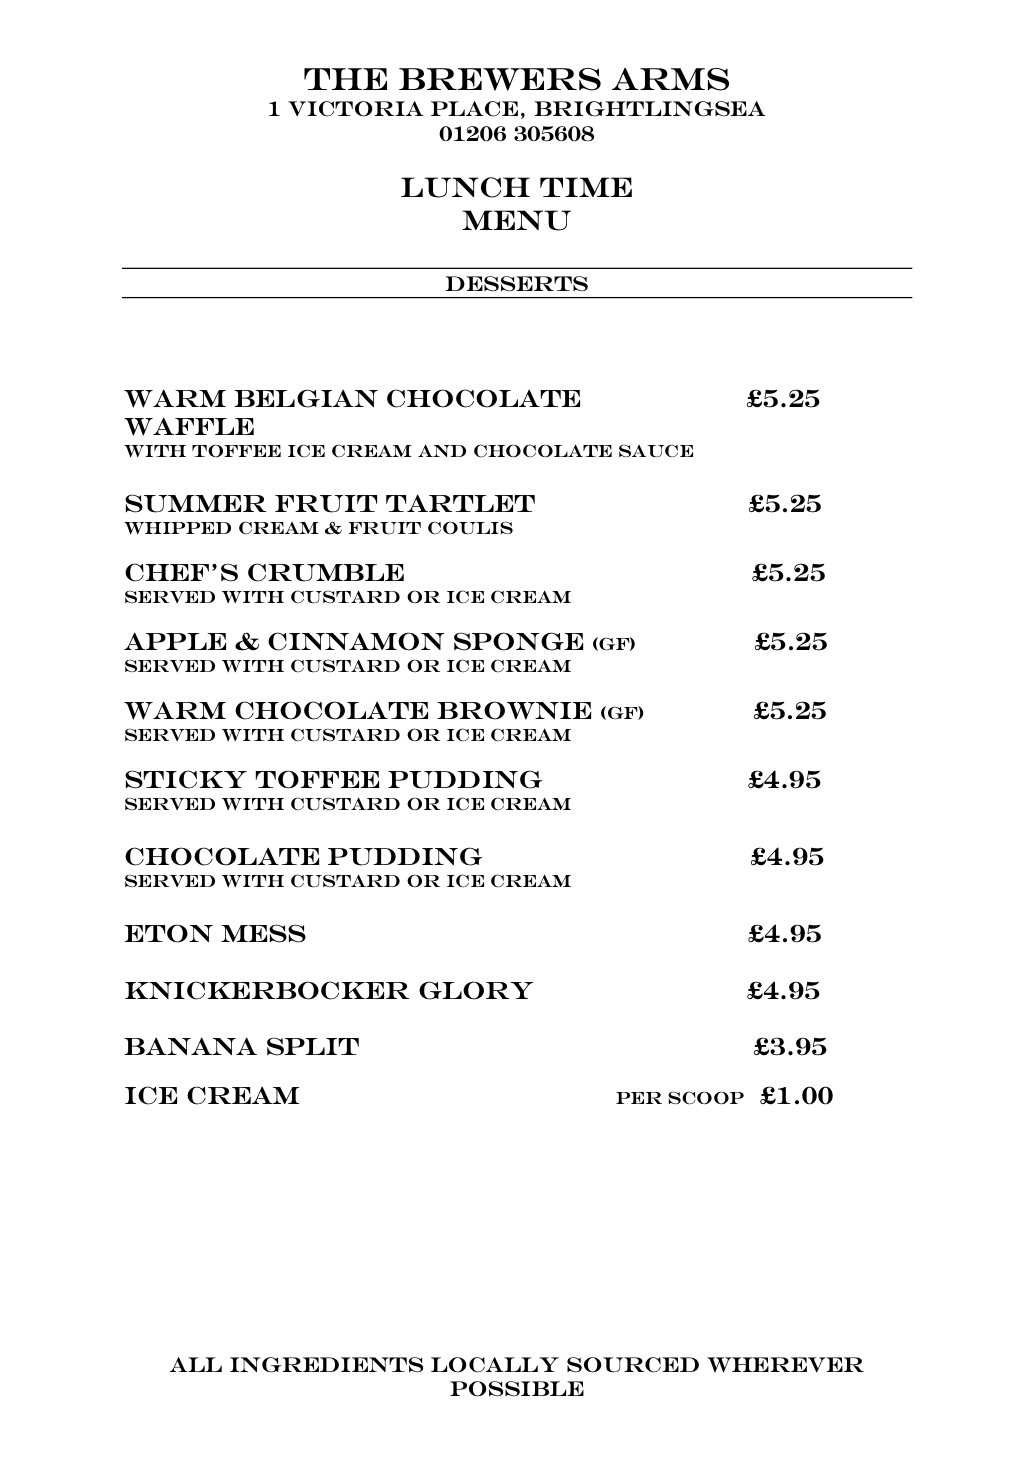 THE BREWERS ARMS
1 VICTORIA PLACE, BRIGHTLINGSEA
01206 305608
LUNCH TIME
MENU
DESSERTS
WARM BELGIAN CHOCOLATE £5.25
WAFFLE
WITH TOFFEE ICE CREAM AND CHOCOLATE SAUCE
SUMMER FRUIT TARTLET £5.25
WHIPPED CREAM & FRUIT COULIS
CHEF'S CRUMBLE £5.25
SERVED WITH CUSTARD OR ICE CREAM
APPLE & CINNAMON SPONGE (GF) £5.25
SERVED WITH CUSTARD OR ICE CREAM
WARM CHOCOLATE BROWNIE (GF) £5.25
SERVED WITH CUSTARD OR ICE CREAM
STICKY TOFFEE PUDDING £4.95
SERVED WITH CUSTARD OR ICE CREAM
CHOCOLATE PUDDING £4.95
SERVED WITH CUSTARD OR ICE CREAM
ETON MESS £4.95
KNICKERBOCKER GLORY £4.95
BANANA SPLIT £3.95
ICE CREAM PER SCOOP £1.00
ALL INGREDIENTS LOCALLY SOURCED WHEREVER
POSSIBLE